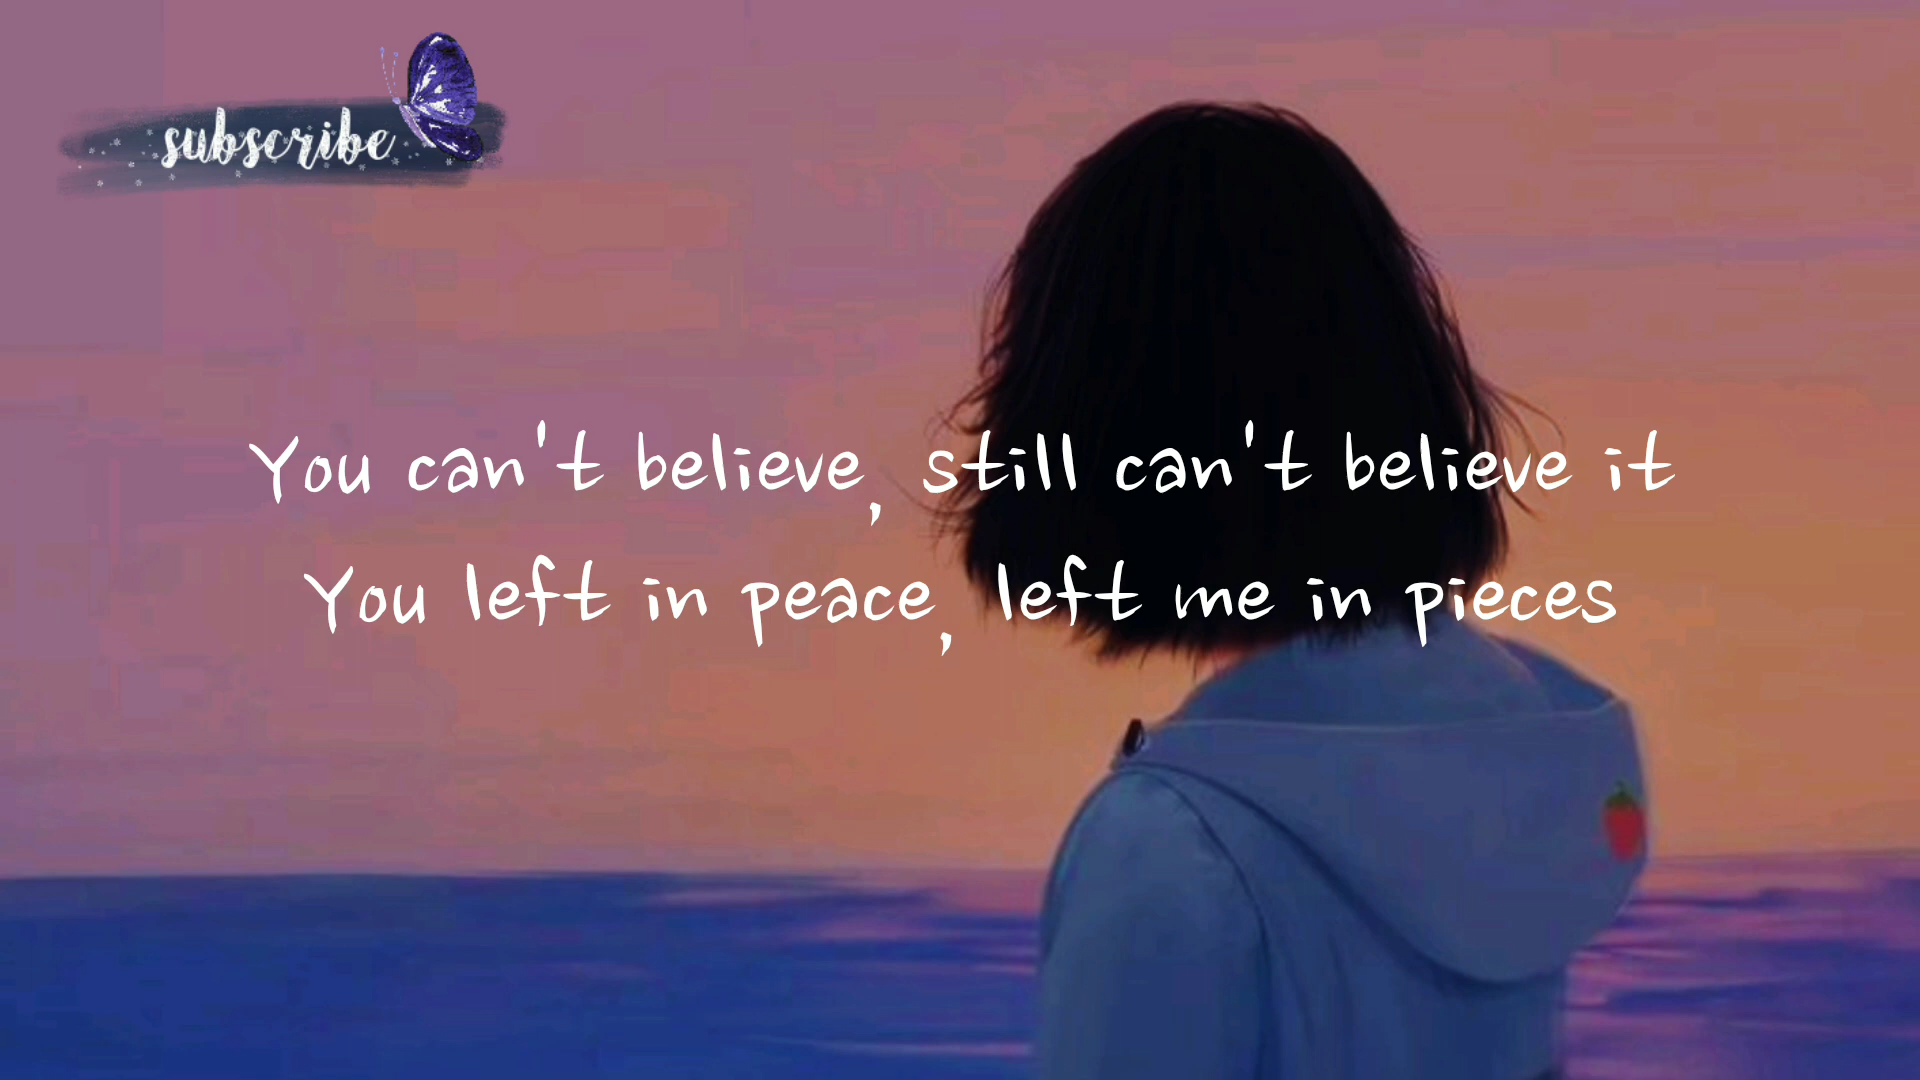 subscribe
You can't believe, still can't believe it
You left in peace, left me in pieces